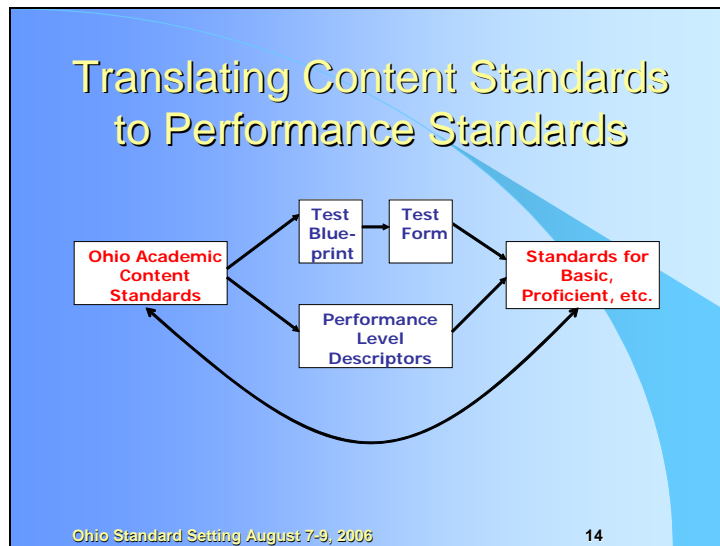 Translating Content Standards
to Performance Standards
Test
Blue-
print
Test
Form
Ohio Academic
Content
Standards
Standards for
Basic,
Proficient, etc.
Performance
Level
Descriptors
Ohio Standard Setting August 7-9, 2006
14